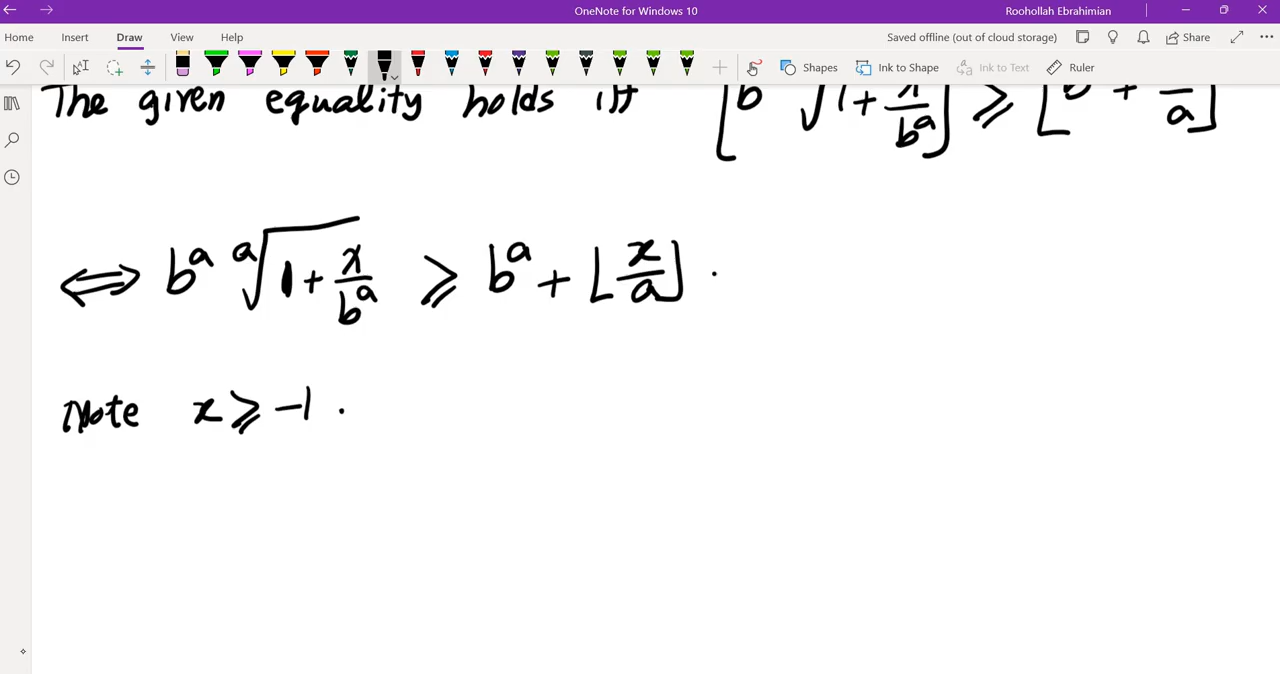 OneNote for Windows 10
Roohollah Ebrahimian
Home Insert Draw View Help
Saved offline (out of cloud storage)
Share
Shapes
Ink to Shape
Ink to Text
Ruler
The given equality holds iff [b √1+x/b^a] ≥ [b + /a]
⟺ b^a ᵃ√(1+x/b^a) ≥ b^a + ⌊x/a⌋.
Note x ≥ -1.